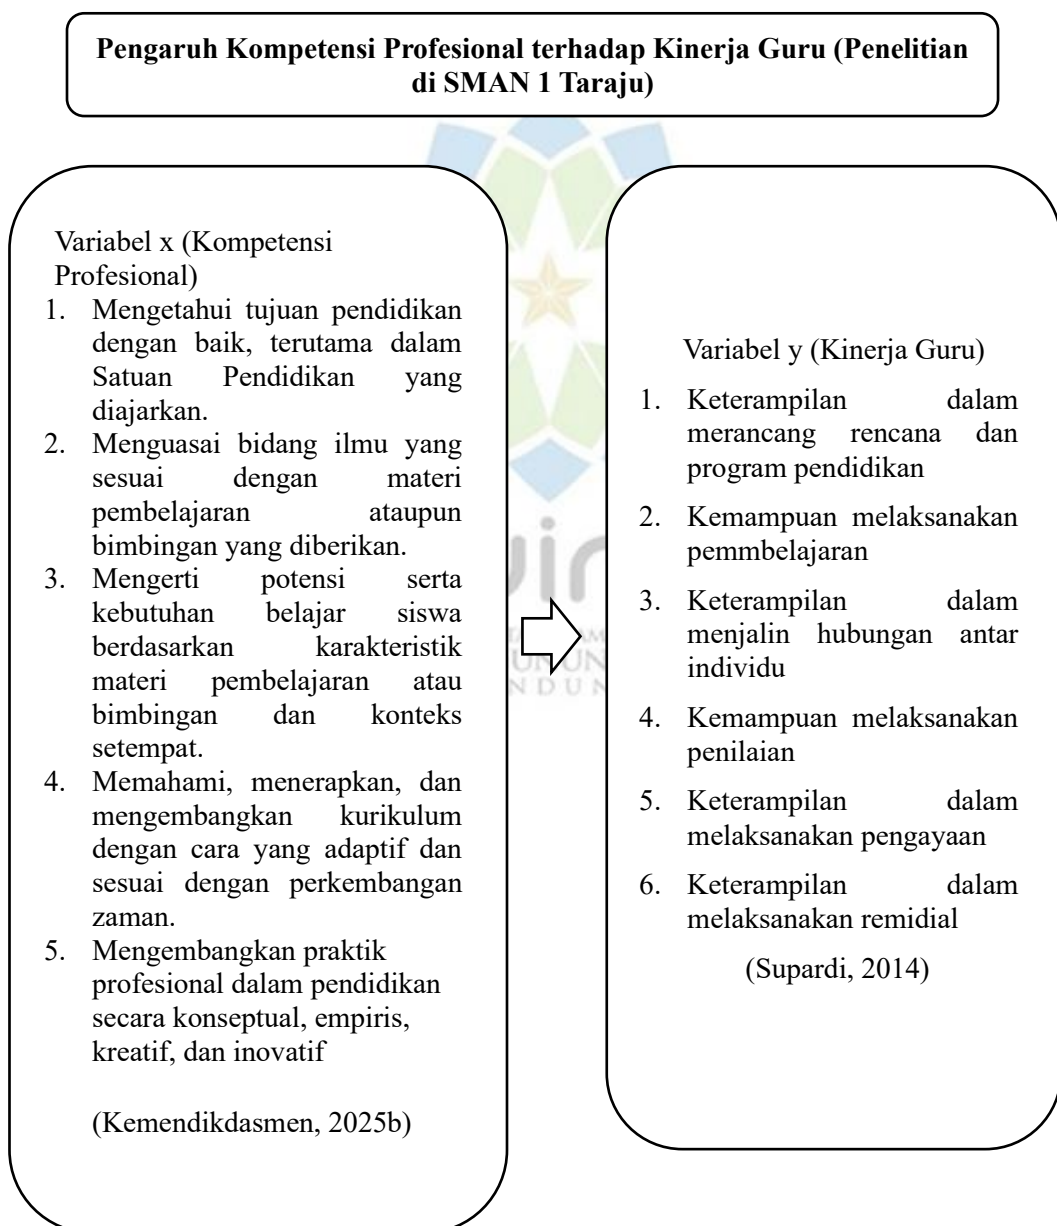 Pengaruh Kompetensi Profesional terhadap Kinerja Guru (Penelitian
di SMAN 1 Taraju)
Variabel x (Kompetensi
Profesional)
1. Mengetahui tujuan pendidikan
dengan baik, terutama dalam
Satuan Pendidikan yang
diajarkan.
2. Menguasai bidang ilmu yang
sesuai dengan materi
pembelajaran ataupun
bimbingan yang diberikan.
3. Mengerti potensi serta
kebutuhan belajar siswa
berdasarkan karakteristik
materi pembelajaran atau
bimbingan dan konteks
setempat.
4. Memahami, menerapkan, dan
mengembangkan kurikulum
dengan cara yang adaptif dan
sesuai dengan perkembangan
zaman.
5. Mengembangkan praktik
profesional dalam pendidikan
secara konseptual, empiris,
kreatif, dan inovatif
(Kemendikdasmen, 2025b)
Variabel y (Kinerja Guru)
1. Keterampilan dalam
merancang rencana dan
program pendidikan
2. Kemampuan melaksanakan
pemmbelajaran
3. Keterampilan dalam
menjalin hubungan antar
individu
4. Kemampuan melaksanakan
penilaian
5. Keterampilan dalam
melaksanakan pengayaan
6. Keterampilan dalam
melaksanakan remidial
(Supardi, 2014)